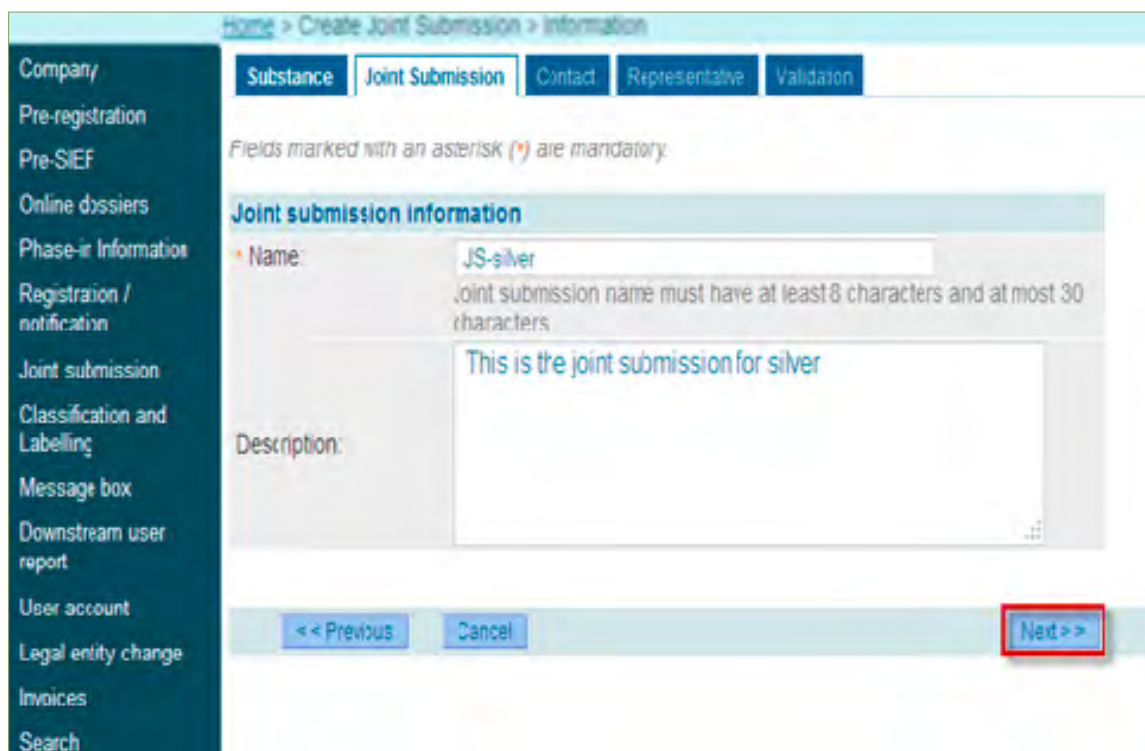 Home > Create Joint Submission > Information
Company
Pre-registration
Pre-SIEF
Online dossiers
Phase-in Information
Registration /
notification
Joint submission
Classification and
Labelling
Message box
Downstream user
report
User account
Legal entity change
Invoices
Search
Substance Joint Submission Contact Representative Validation
Fields marked with an asterisk (*) are mandatory.
Joint submission information
* Name: JS-silver
Joint submission name must have at least 8 characters and at most 30
characters
Description: This is the joint submission for silver
<< Previous Cancel Next >>